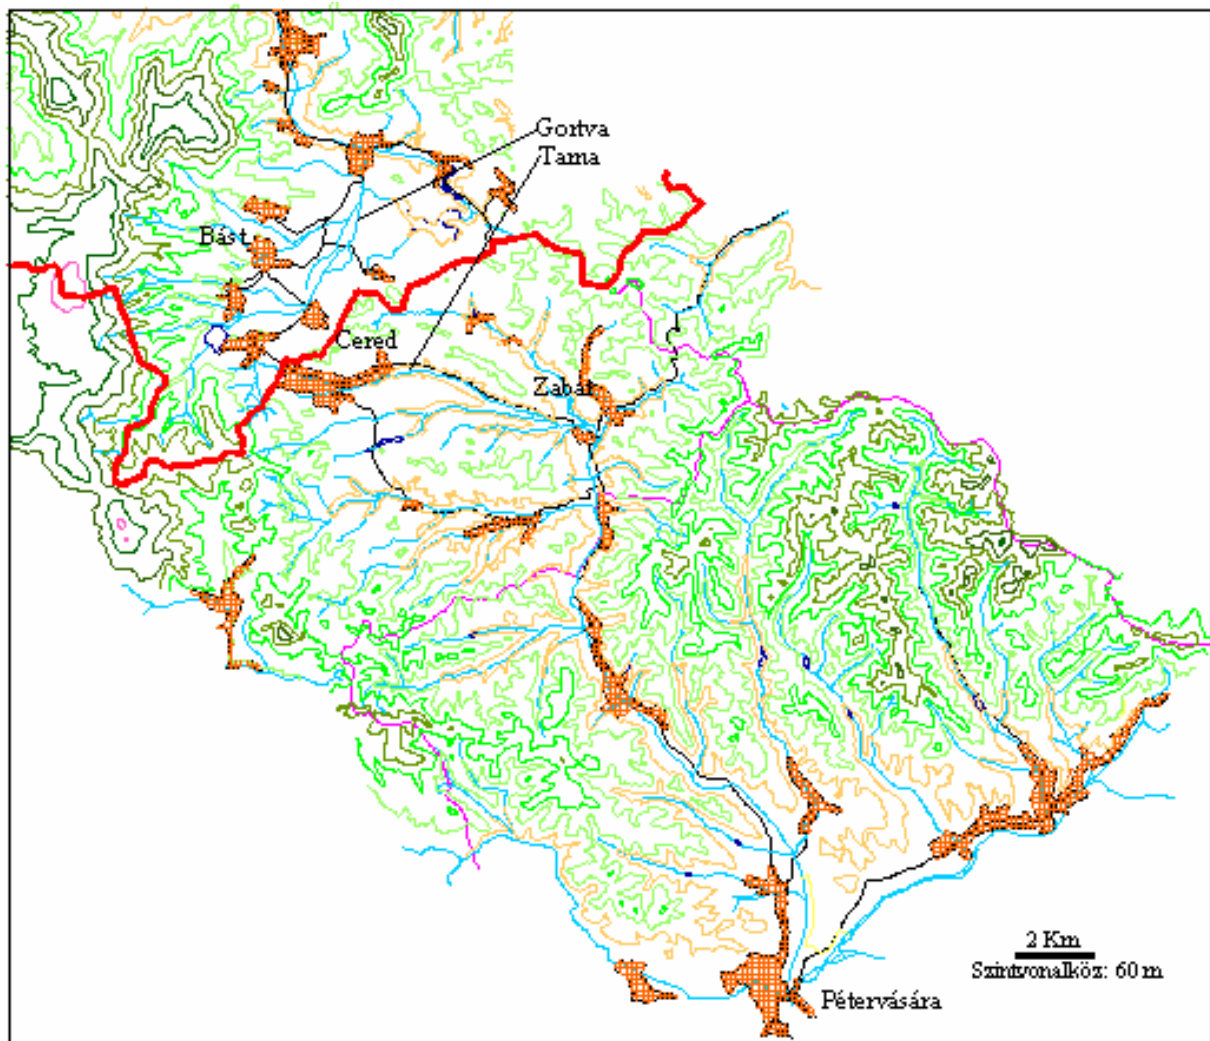 Gortva
Tarna
Bást
Cered
Zabar
2 Km
Szintvonalköz: 60 m
Pétervására